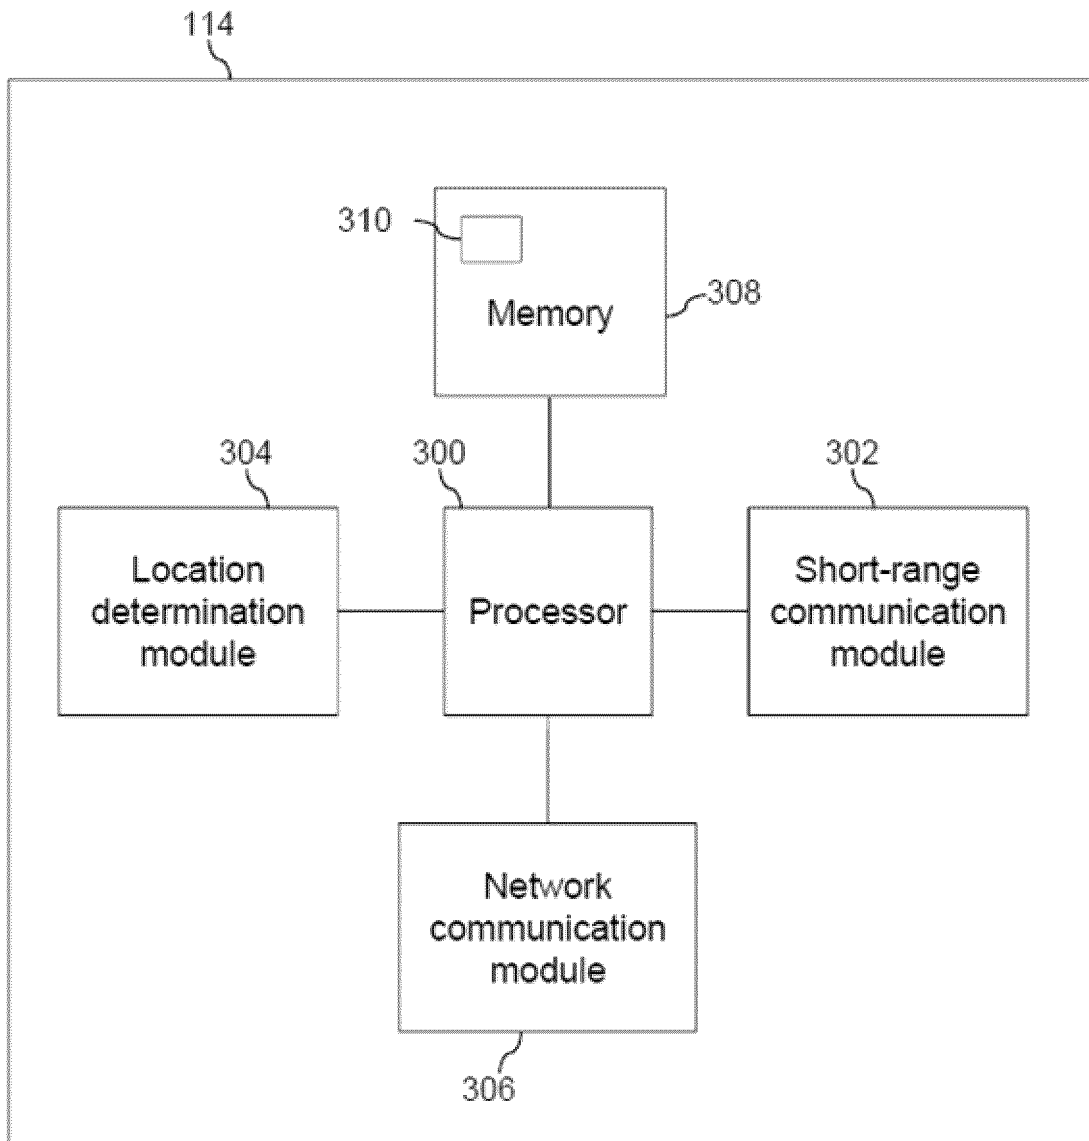 114
310
Memory
308
304
300
302
Location
determination
module
Processor
Short-range
communication
module
Network
communication
module
306